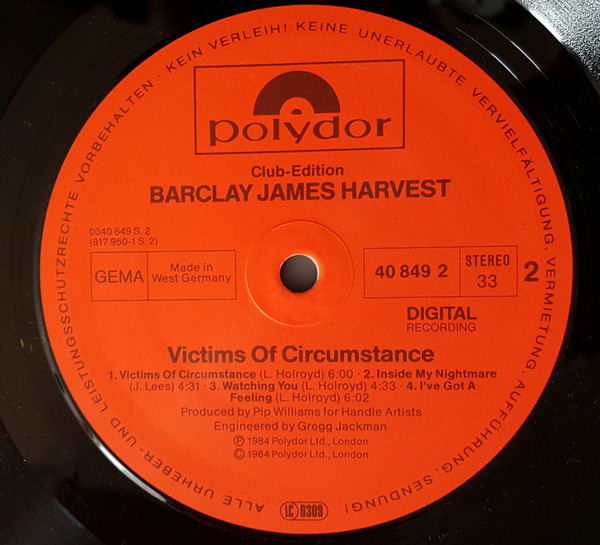 ALLE URHEBER- UND LEISTUNGSSCHUTZRECHTE VORBEHALTEN · KEIN VERLEIH! KEINE UNERLAUBTE VERVIELFÄLTIGUNG, VERMIETUNG, AUFFÜHRUNG, SENDUNG!
polydor
Club-Edition
BARCLAY JAMES HARVEST
0040 849 S. 2
(817 950-1 S. 2)
GEMA
Made in
West Germany
40 849 2
STEREO
33
2
DIGITAL
RECORDING
Victims Of Circumstance
1. Victims Of Circumstance (L. Holroyd) 6:00 · 2. Inside My Nightmare
(J. Lees) 4:31 · 3. Watching You (L. Holroyd) 4:33 · 4. I've Got A
Feeling (L. Holroyd) 6:02
Produced by Pip Williams for Handle Artists
Engineered by Gregg Jackman
Ⓟ 1984 Polydor Ltd., London
© 1984 Polydor Ltd., London
LC 0309